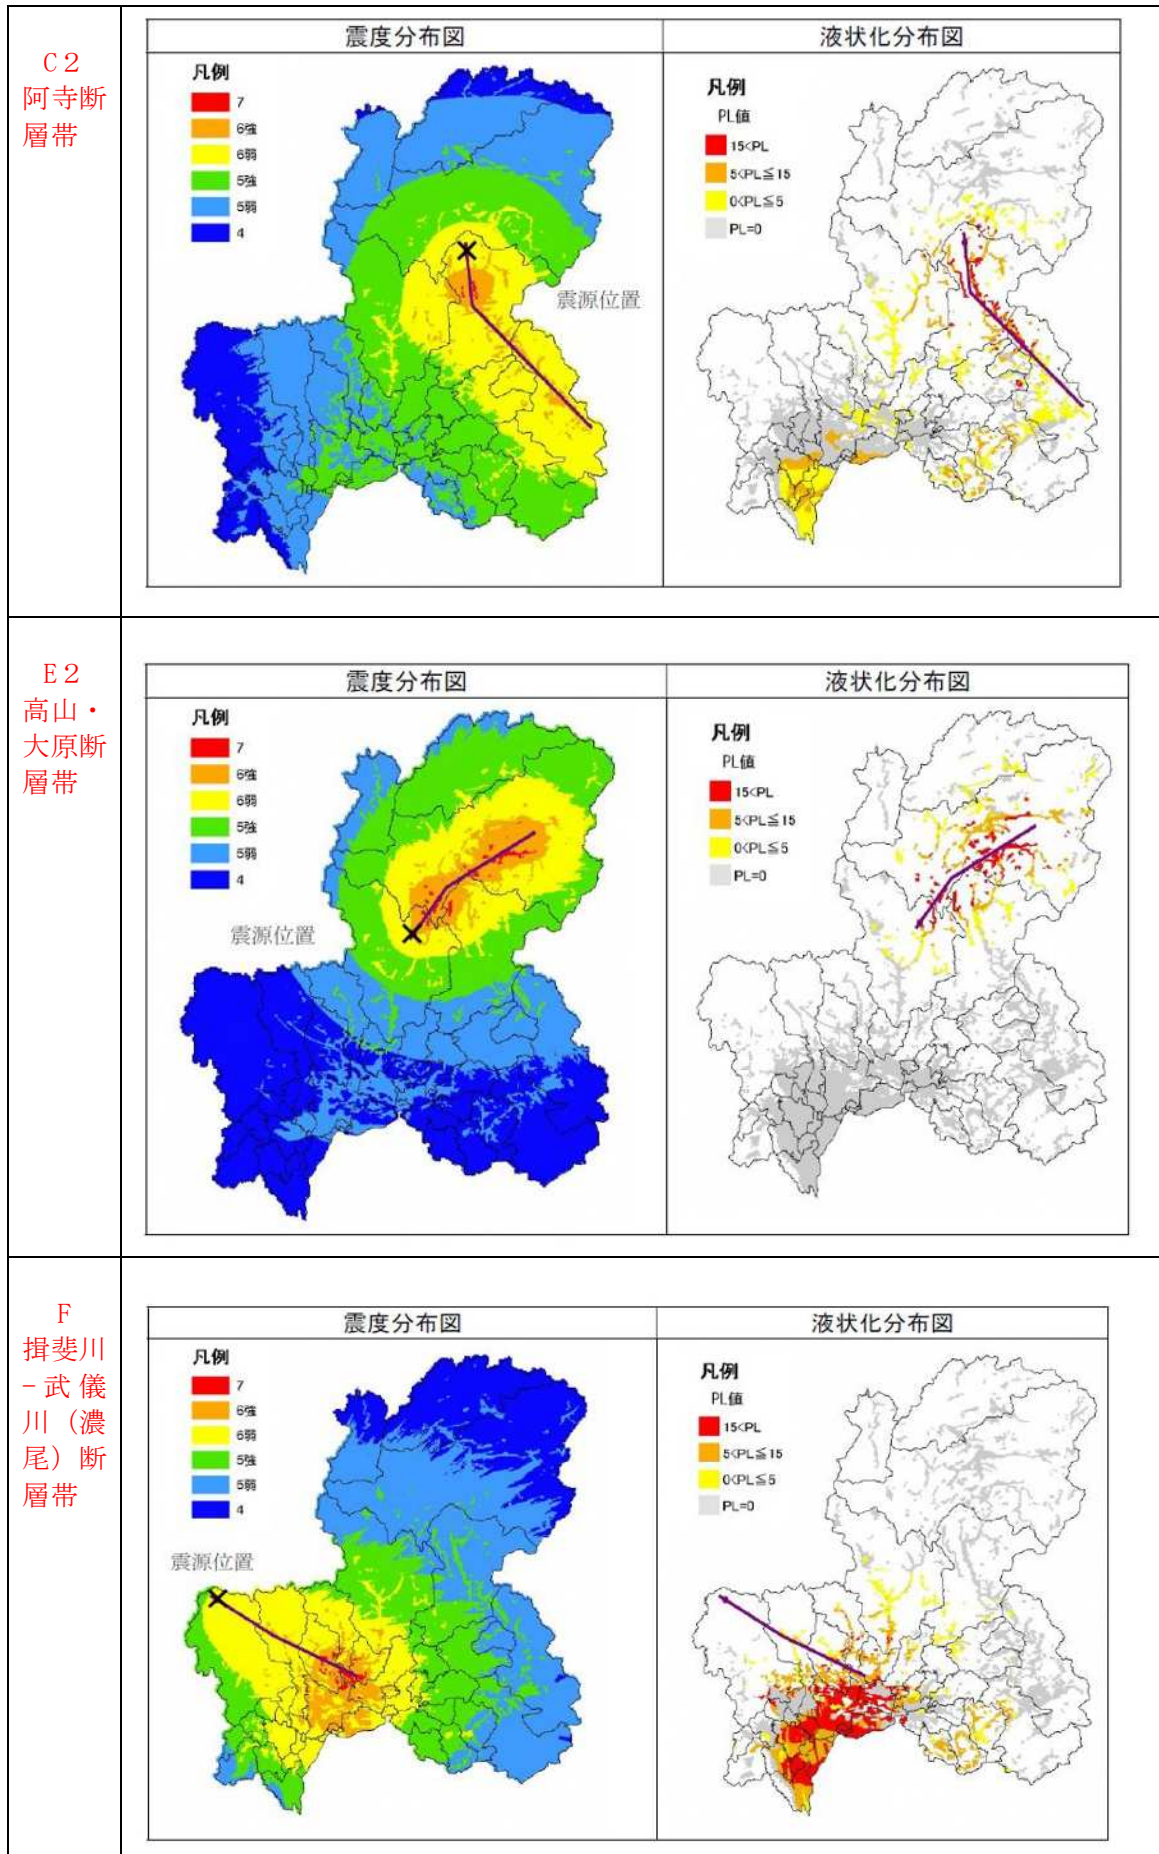 C2
阿寺断
層帯
震度分布図
凡例
7
6強
6弱
5強
5弱
4
震源位置
液状化分布図
凡例
PL値
15<PL
5<PL≦15
0<PL≦5
PL=0
E2
高山・
大原断
層帯
震度分布図
凡例
7
6強
6弱
5強
5弱
4
震源位置
液状化分布図
凡例
PL値
15<PL
5<PL≦15
0<PL≦5
PL=0
F
揖斐川
-武儀
川（濃
尾）断
層帯
震度分布図
凡例
7
6強
6弱
5強
5弱
4
震源位置
液状化分布図
凡例
PL値
15<PL
5<PL≦15
0<PL≦5
PL=0